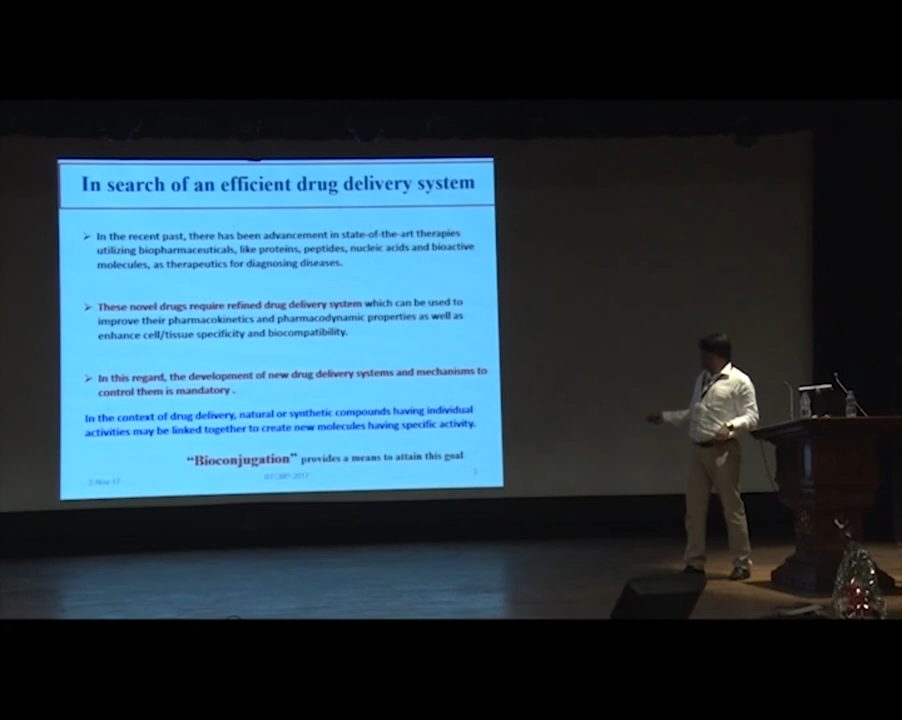 In search of an efficient drug delivery system
➢ In the recent past, there has been advancement in state-of-the-art therapies
utilizing biopharmaceuticals, like proteins, peptides, nucleic acids and bioactive
molecules, as therapeutics for diagnosing diseases.
➢ These novel drugs require refined drug delivery system which can be used to
improve their pharmacokinetics and pharmacodynamic properties as well as
enhance cell/tissue specificity and biocompatibility.
➢ In this regard, the development of new drug delivery systems and mechanisms to
control them is mandatory .
In the context of drug delivery, natural or synthetic compounds having individual
activities may be linked together to create new molecules having specific activity.
“Bioconjugation” provides a means to attain this goal
3